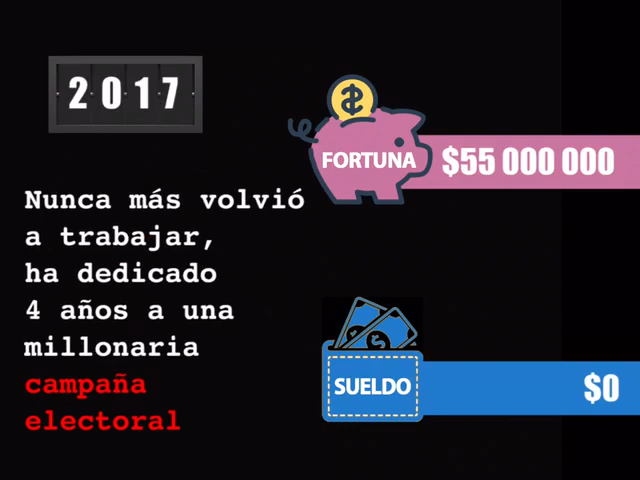 2017
FORTUNA $55 000 000
Nunca más volvió
a trabajar,
ha dedicado
4 años a una
millonaria
campaña
electoral
SUELDO $0